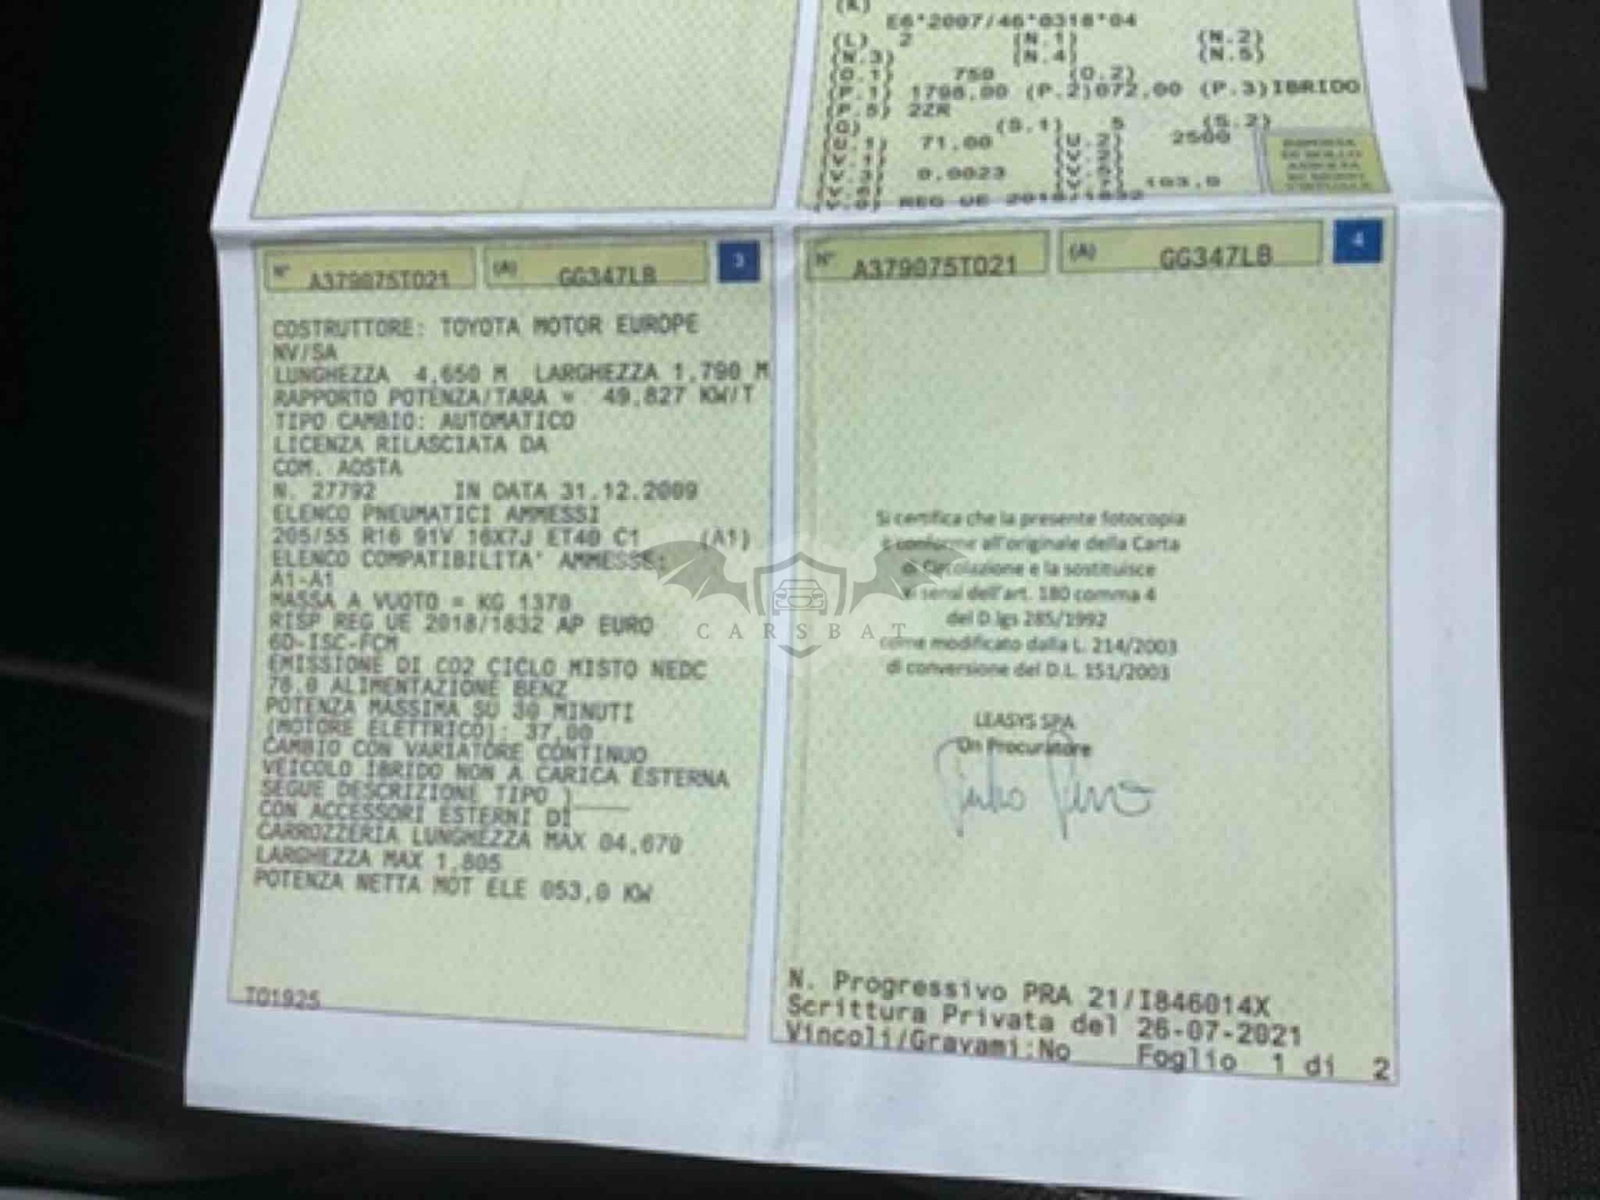 (K)
E6*2007/46*0318*04
(L) 2 (N.1) (N.2)
(N.3) (N.4) (N.5)
(O.1) 750 (O.2)
(P.1) 1798,00 (P.2)072,00 (P.3)IBRIDO
(P.5) 2ZR
(Q) (S.1) 5 (S.2)
(U.1) 71,00 (U.2) 2500
(V.1) (V.2)
(V.3) 0,0023 (V.5)
(V.6) (V.7) 103,0
(V.9) REG UE 2018/1832
N° A379075TO21 (A) GG347LB 3
COSTRUTTORE: TOYOTA MOTOR EUROPE
NV/SA
LUNGHEZZA 4,650 M LARGHEZZA 1,790 M
RAPPORTO POTENZA/TARA = 49,827 KW/T
TIPO CAMBIO: AUTOMATICO
LICENZA RILASCIATA DA
COM. AOSTA
N. 27792 IN DATA 31.12.2009
ELENCO PNEUMATICI AMMESSI
205/55 R16 91V 16X7J ET40 C1 (A1)
ELENCO COMPATIBILITA' AMMESSE:
A1-A1
MASSA A VUOTO = KG 1370
RISP REG UE 2018/1832 AP EURO
6D-ISC-FCM
EMISSIONE DI CO2 CICLO MISTO NEDC
78,0 ALIMENTAZIONE BENZ
POTENZA MASSIMA SU 30 MINUTI
(MOTORE ELETTRICO): 37,00
CAMBIO CON VARIATORE CONTINUO
VEICOLO IBRIDO NON A CARICA ESTERNA
SEGUE DESCRIZIONE TIPO )____
CON ACCESSORI ESTERNI DI
CARROZZERIA LUNGHEZZA MAX 04,670
LARGHEZZA MAX 1,805
POTENZA NETTA MOT ELE 053,0 KW
TO1925
N° A379075TO21 (A) GG347LB 4
Si certifica che la presente fotocopia
è conforme all'originale della Carta
di Circolazione e la sostituisce
ai sensi dell'art. 180 comma 4
del D.lgs 285/1992
come modificato dalla L. 214/2003
di conversione del D.L. 151/2003
LEASYS SPA
Un Procuratore
N. Progressivo PRA 21/I846014X
Scrittura Privata del 26-07-2021
Vincoli/Gravami:No Foglio 1 di 2
CARSBAT